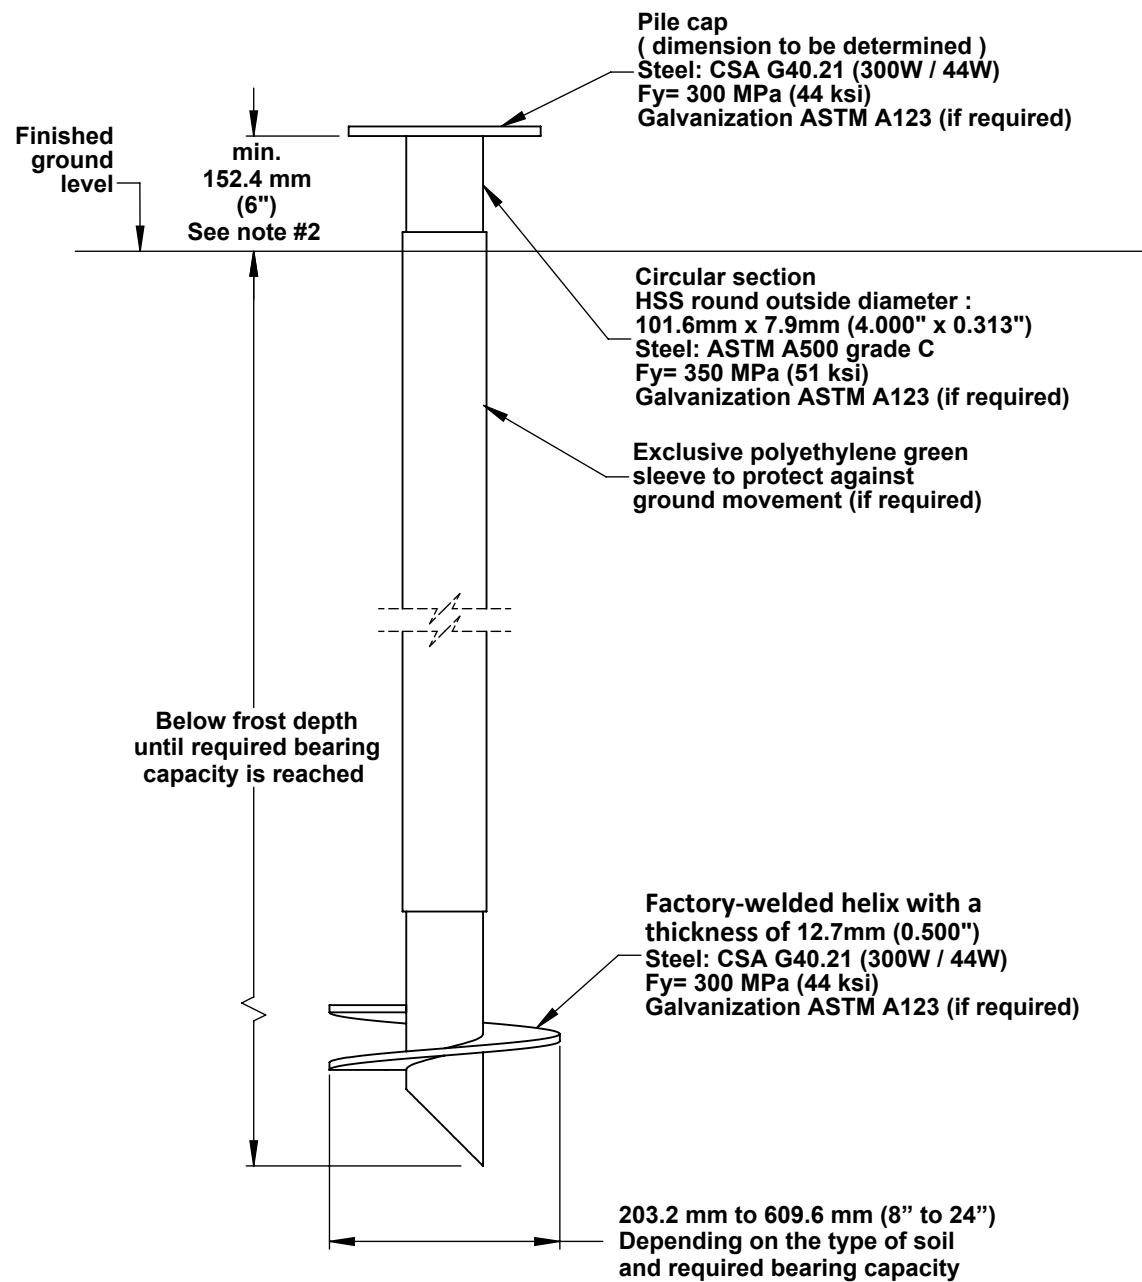 Pile cap
( dimension to be determined )
Steel: CSA G40.21 (300W / 44W)
Fy= 300 MPa (44 ksi)
Galvanization ASTM A123 (if required)
Finished
ground
level
min.
152.4 mm
(6")
See note #2
Circular section
HSS round outside diameter :
101.6mm x 7.9mm (4.000" x 0.313")
Steel: ASTM A500 grade C
Fy= 350 MPa (51 ksi)
Galvanization ASTM A123 (if required)
Exclusive polyethylene green
sleeve to protect against
ground movement (if required)
Below frost depth
until required bearing
capacity is reached
Factory-welded helix with a
thickness of 12.7mm (0.500")
Steel: CSA G40.21 (300W / 44W)
Fy= 300 MPa (44 ksi)
Galvanization ASTM A123 (if required)
203.2 mm to 609.6 mm (8” to 24”)
Depending on the type of soil
and required bearing capacity